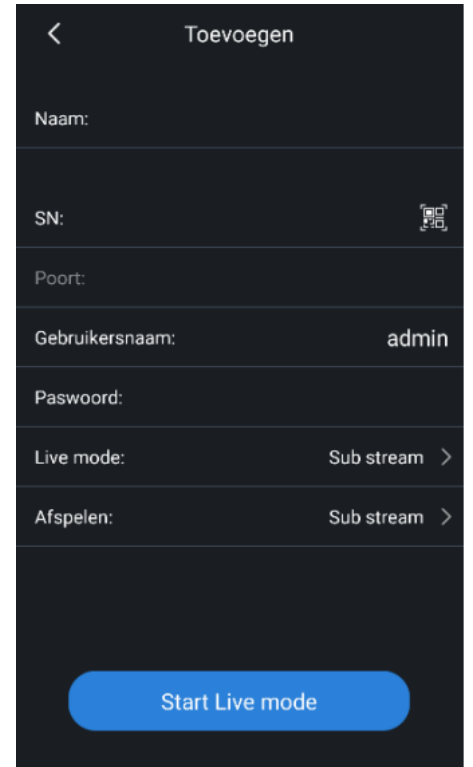 Toevoegen
Naam:
SN:
Poort:
Gebruikersnaam: admin
Paswoord:
Live mode: Sub stream
Afspelen: Sub stream
Start Live mode